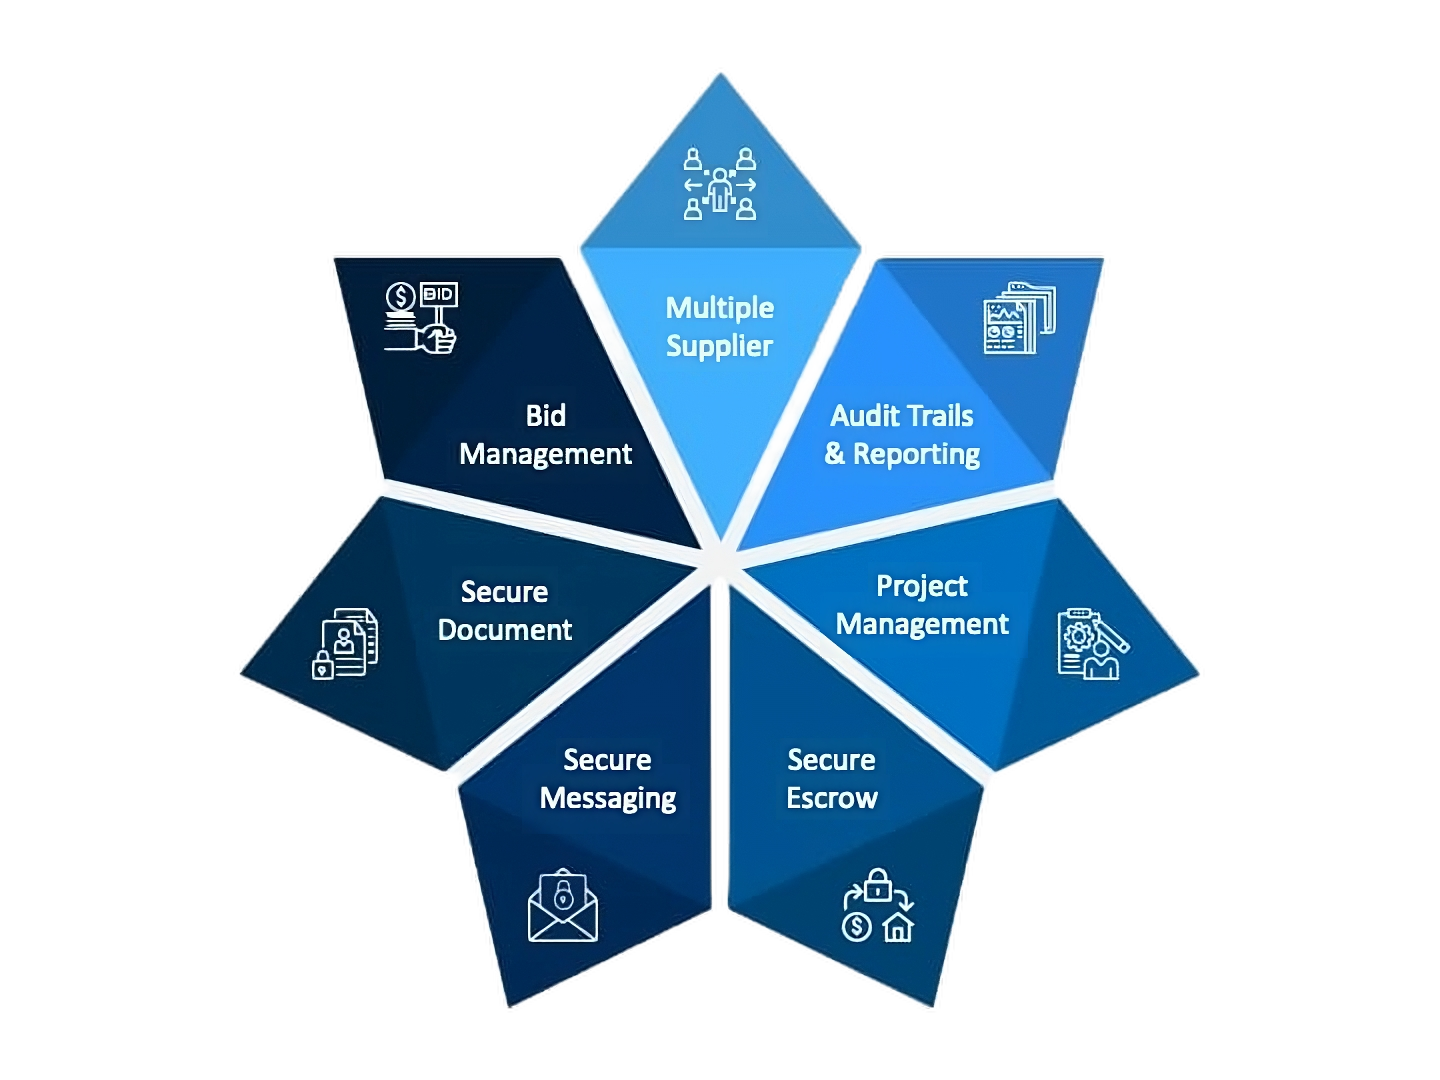 Multiple
Supplier
BID
Bid
Management
Audit Trails
& Reporting
Secure
Document
Project
Management
Secure
Messaging
Secure
Escrow